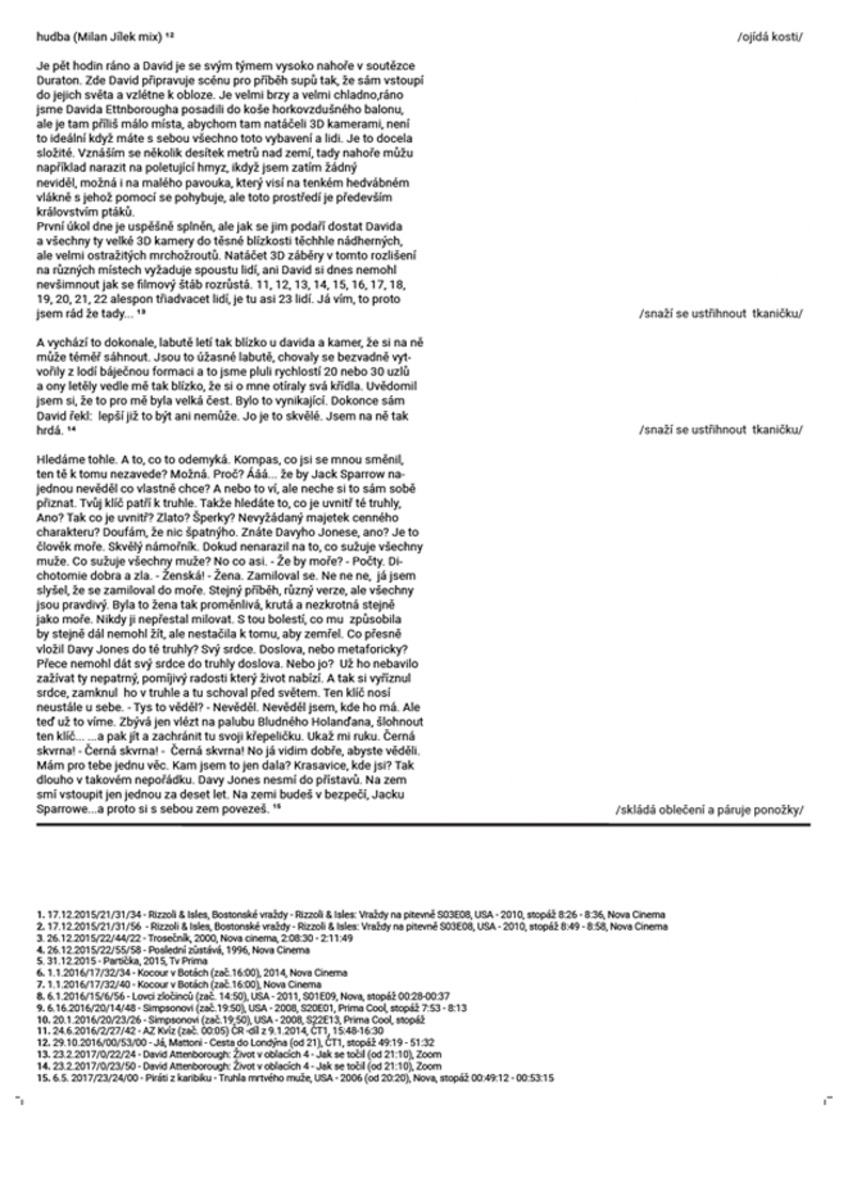 hudba (Milan Jílek mix) ¹² /ojídá kosti/
Je pět hodin ráno a David je se svým týmem vysoko nahoře v soutězce
Duraton. Zde David připravuje scénu pro příběh supů tak, že sám vstoupí
do jejich světa a vzlétne k obloze. Je velmi brzy a velmi chladno,ráno
jsme Davida Ettnborougha posadili do koše horkovzdušného balonu,
ale je tam příliš málo místa, abychom tam natáčeli 3D kamerami, není
to ideální když máte s sebou všechno toto vybavení a lidi. Je to docela
složité. Vznáším se několik desítek metrů nad zemí, tady nahoře můžu
například narazit na poletující hmyz, ikdyž jsem zatím žádný
neviděl, možná i na malého pavouka, který visí na tenkém hedvábném
vlákně s jehož pomocí se pohybuje, ale toto prostředí je především
královstvím ptáků.
První úkol dne je uspěšně splněn, ale jak se jim podaří dostat Davida
a všechny ty velké 3D kamery do těsné blízkosti těchhle nádherných,
ale velmi ostražitých mrchožroutů. Natáčet 3D záběry v tomto rozlišení
na různých místech vyžaduje spoustu lidí, ani David si dnes nemohl
nevšimnout jak se filmový štáb rozrůstá. 11, 12, 13, 14, 15, 16, 17, 18,
19, 20, 21, 22 alespon třiadvacet lidí, je tu asi 23 lidí. Já vím, to proto
jsem rád že tady... ¹³ /snaží se ustřihnout tkaničku/
A vychází to dokonale, labutě letí tak blízko u davida a kamer, že si na ně
může téměř sáhnout. Jsou to úžasné labutě, chovaly se bezvadně vyt-
vořily z lodí báječnou formaci a to jsme pluli rychlostí 20 nebo 30 uzlů
a ony letěly vedle mě tak blízko, že si o mne otíraly svá křídla. Uvědomil
jsem si, že to pro mě byla velká čest. Bylo to vynikající. Dokonce sám
David řekl: lepší již to být ani nemůže. Jo je to skvělé. Jsem na ně tak
hrdá. ¹⁴ /snaží se ustřihnout tkaničku/
Hledáme tohle. A to, co to odemyká. Kompas, co jsi se mnou směnil,
ten tě k tomu nezavede? Možná. Proč? Ááá... že by Jack Sparrow na-
jednou nevěděl co vlastně chce? A nebo to ví, ale neche si to sám sobě
přiznat. Tvůj klíč patří k truhle. Takže hledáte to, co je uvnitř té truhly,
Ano? Tak co je uvnitř? Zlato? Šperky? Nevyžádaný majetek cenného
charakteru? Doufám, že nic špatnýho. Znáte Davyho Jonese, ano? Je to
člověk moře. Skvělý námořník. Dokud nenarazil na to, co sužuje všechny
muže. Co sužuje všechny muže? No co asi. - Že by moře? - Počty. Di-
chotomie dobra a zla. - Ženská! - Žena. Zamiloval se. Ne ne ne, já jsem
slyšel, že se zamiloval do moře. Stejný příběh, různý verze, ale všechny
jsou pravdivý. Byla to žena tak proměnlivá, krutá a nezkrotná stejně
jako moře. Nikdy ji nepřestal milovat. S tou bolestí, co mu způsobila
by stejně dál nemohl žít, ale nestačila k tomu, aby zemřel. Co přesně
vložil Davy Jones do té truhly? Svý srdce. Doslova, nebo metaforicky?
Přece nemohl dát svý srdce do truhly doslova. Nebo jo? Už ho nebavilo
zažívat ty nepatrný, pomíjivý radosti který život nabízí. A tak si vyříznul
srdce, zamknul ho v truhle a tu schoval před světem. Ten klíč nosí
neustále u sebe. - Tys to věděl? - Nevěděl. Nevěděl jsem, kde ho má. Ale
teď už to víme. Zbývá jen vlézt na palubu Bludného Holanďana, šlohnout
ten klíč... ...a pak jít a zachránit tu svoji křepeličku. Ukaž mi ruku. Černá
skvrna! - Černá skvrna! - Černá skvrna! No já vidim dobře, abyste věděli.
Mám pro tebe jednu věc. Kam jsem to jen dala? Krasavice, kde jsi? Tak
dlouho v takovém nepořádku. Davy Jones nesmí do přístavů. Na zem
smí vstoupit jen jednou za deset let. Na zemi budeš v bezpečí, Jacku
Sparrowe...a proto si s sebou zem povezeš. ¹⁵ /skládá oblečení a páruje ponožky/
1. 17.12.2015/21/31/34 - Rizzoli & Isles, Bostonské vraždy - Rizzoli & Isles: Vraždy na pitevně S03E08, USA - 2010, stopáž 8:26 - 8:36, Nova Cinema
2. 17.12.2015/21/31/56 - Rizzoli & Isles, Bostonské vraždy - Rizzoli & Isles: Vraždy na pitevně S03E08, USA - 2010, stopáž 8:49 - 8:58, Nova Cinema
3. 26.12.2015/22/44/22 - Trosečník, 2000, Nova cinema, 2:08:30 - 2:11:49
4. 26.12.2015/22/55/58 - Poslední zůstává, 1996, Nova Cinema
5. 31.12.2015 - Partička, 2015, Tv Prima
6. 1.1.2016/17/32/34 - Kocour v Botách (zač.16:00), 2014, Nova Cinema
7. 1.1.2016/17/32/40 - Kocour v Botách (zač.16:00), Nova Cinema
8. 6.1.2016/15/6/56 - Lovci zločinců (zač. 14:50), USA - 2011, S01E09, Nova, stopáž 00:28-00:37
9. 6.16.2016/20/14/48 - Simpsonovi (zač.19:50), USA - 2008, S20E01, Prima Cool, stopáž 7:53 - 8:13
10. 20.1.2016/20/23/26 - Simpsonovi (zač.19:50), USA - 2008, S22E13, Prima Cool, stopáž
11. 24.6.2016/2/27/42 - AZ Kvíz (zač. 00:05) ČR -díl z 9.1.2014, ČT1, 15:48-16:30
12. 29.10.2016/00/53/00 - Já, Mattoni - Cesta do Londýna (od 21), ČT1, stopáž 49:19 - 51:32
13. 23.2.2017/0/22/24 - David Attenborough: Život v oblacích 4 - Jak se točil (od 21:10), Zoom
14. 23.2.2017/0/23/50 - David Attenborough: Život v oblacích 4 - Jak se točil (od 21:10), Zoom
15. 6.5. 2017/23/24/00 - Piráti z karibiku - Truhla mrtvého muže, USA - 2006 (od 20:20), Nova, stopáž 00:49:12 - 00:53:15